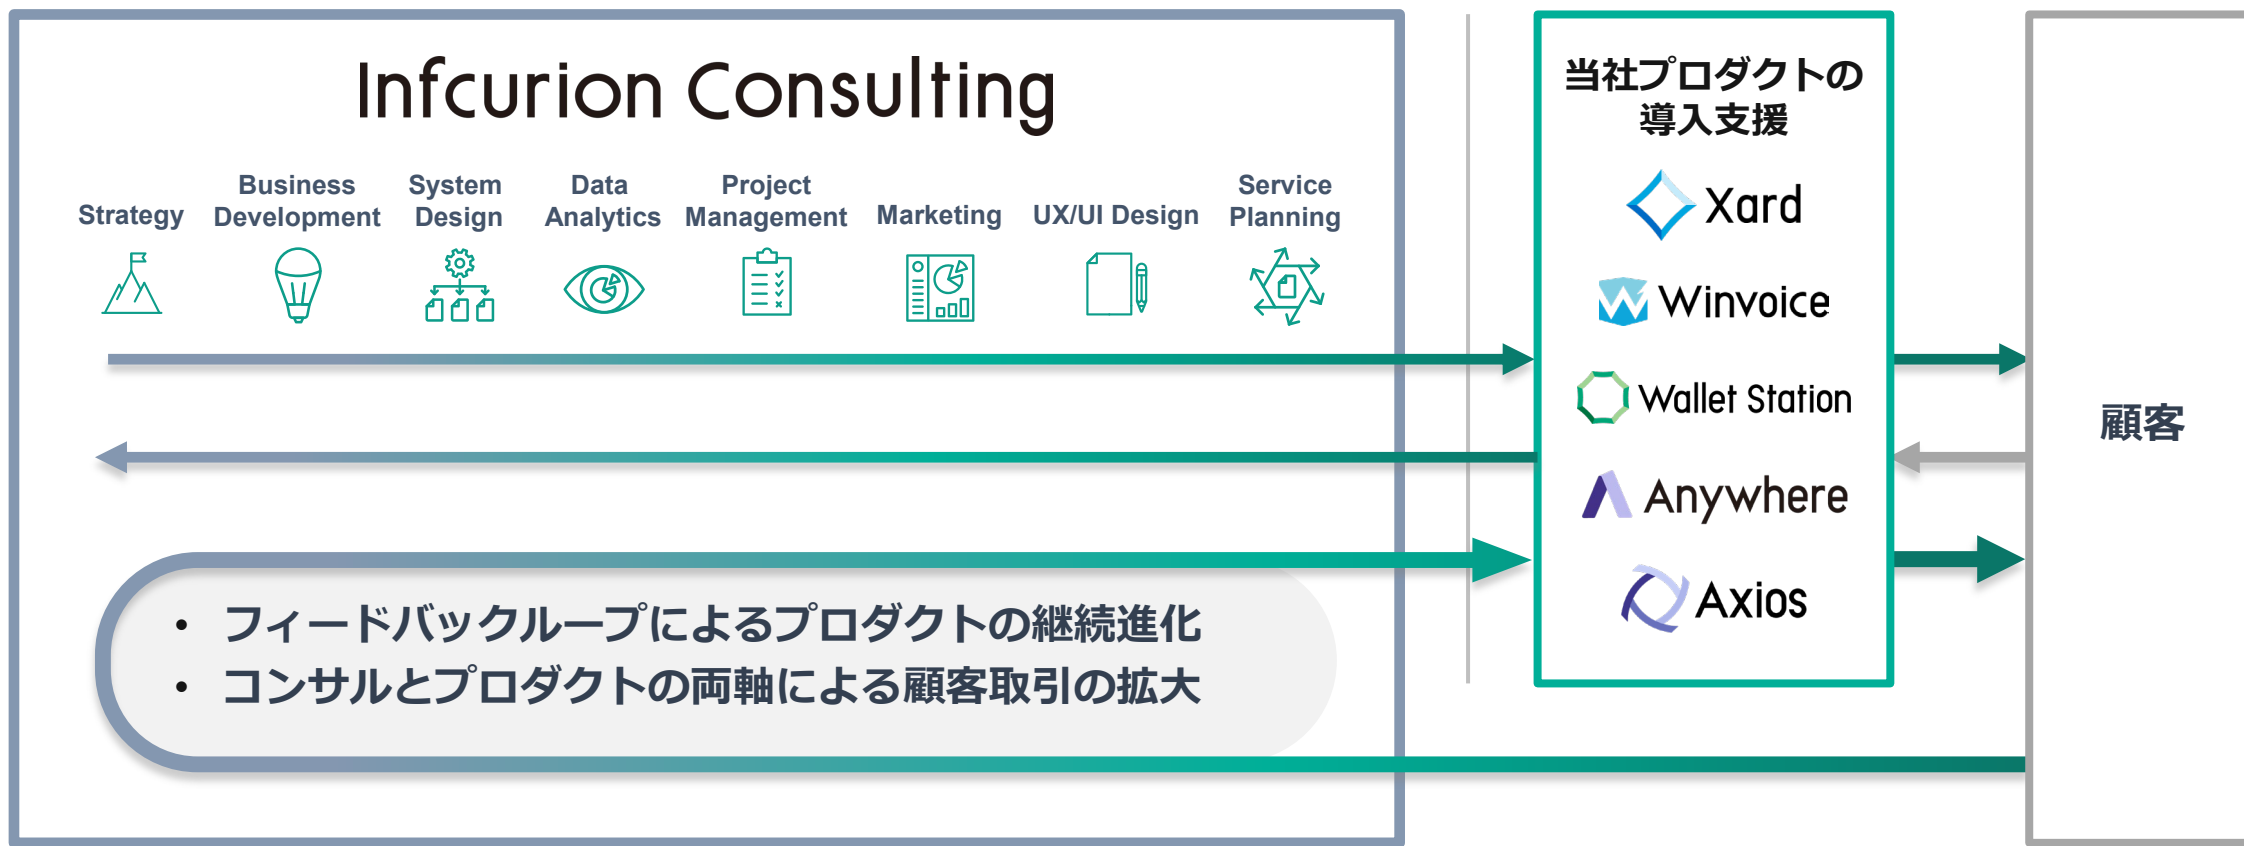 Infcurion Consulting
Strategy
Business
Development
System
Design
Data
Analytics
Project
Management
Marketing
UX/UI Design
Service
Planning
• フィードバックループによるプロダクトの継続進化
• コンサルとプロダクトの両軸による顧客取引の拡大
当社プロダクトの
導入支援
Xard
Winvoice
Wallet Station
Anywhere
Axios
顧客